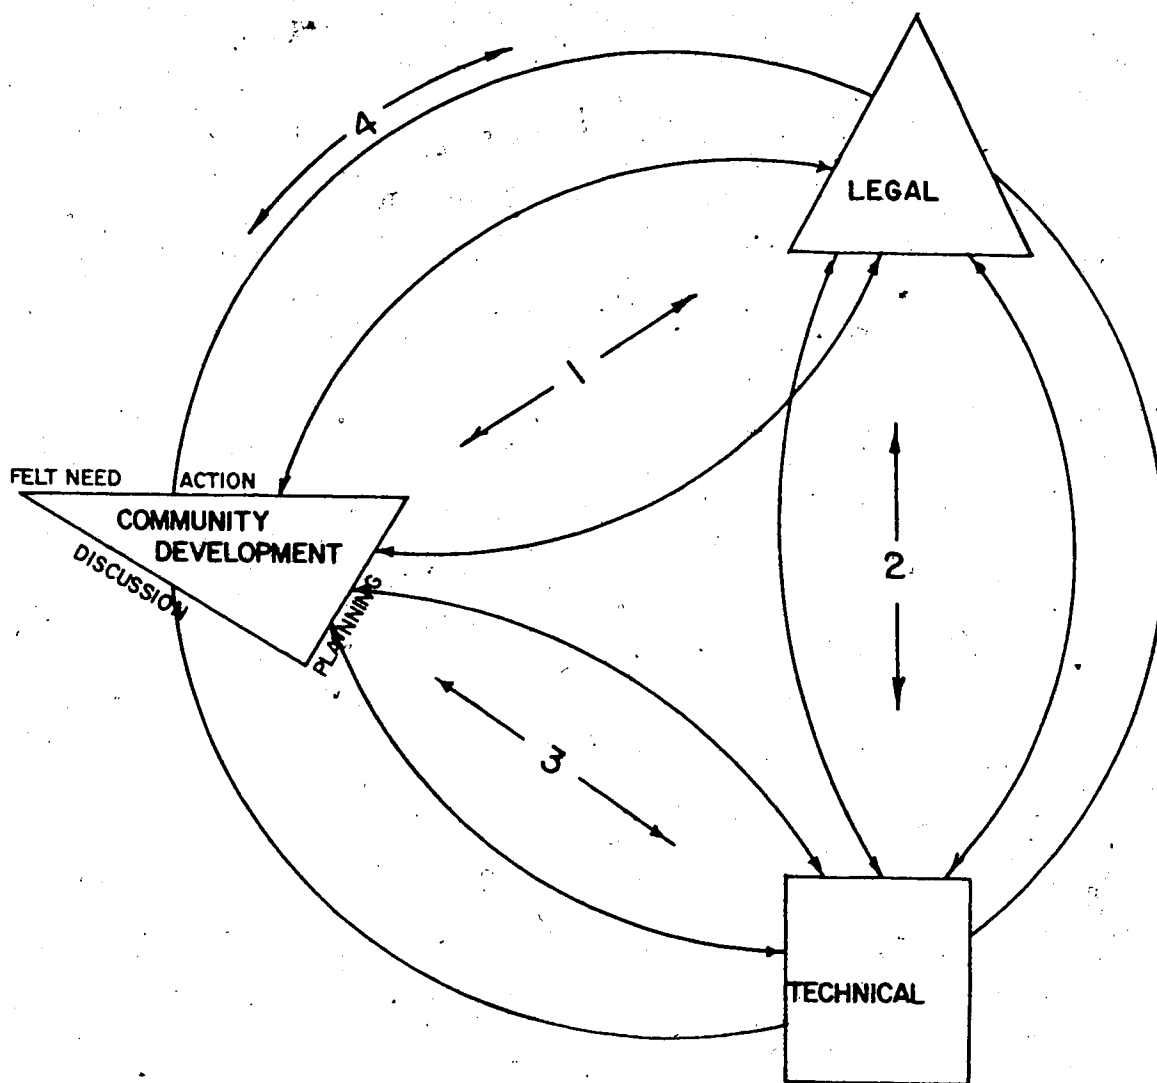 4
LEGAL
1
FELT NEED
ACTION
COMMUNITY
DEVELOPMENT
DISCUSSION
PLANNING
2
3
TECHNICAL